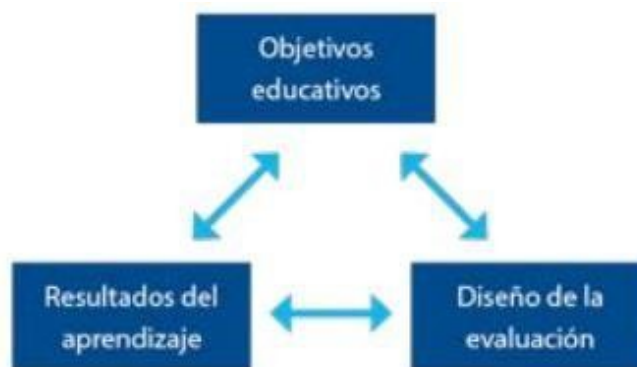 Objetivos
educativos
Resultados del
aprendizaje
Diseño de la
evaluación